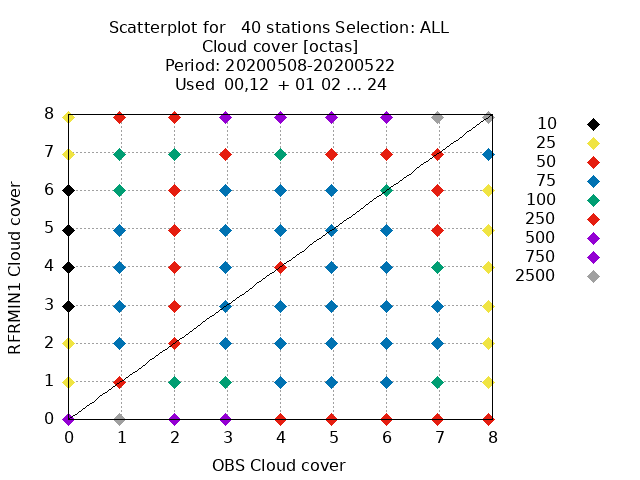 Scatterplot for   40 stations Selection: ALL
Cloud cover [octas]
Period: 20200508-20200522
Used  00,12  + 01 02 ... 24
8
7
6
5
4
3
2
1
0
RFRMIN1 Cloud cover
0 1 2 3 4 5 6 7 8
OBS Cloud cover
10
25
50
75
100
250
500
750
2500